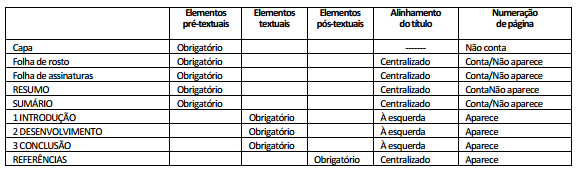 Elementos pré-textuais Elementos textuais Elementos pós-textuais Alinhamento do título Numeração de página
Capa Obrigatório ------- Não conta
Folha de rosto Obrigatório Centralizado Conta/Não aparece
Folha de assinaturas Obrigatório Centralizado Conta/Não aparece
RESUMO Obrigatório Centralizado ContaNão aparece
SUMÁRIO Obrigatório Centralizado Conta/Não aparece
1 INTRODUÇÃO Obrigatório À esquerda Aparece
2 DESENVOLVIMENTO Obrigatório À esquerda Aparece
3 CONCLUSÃO Obrigatório À esquerda Aparece
REFERÊNCIAS Obrigatório Centralizado Aparece